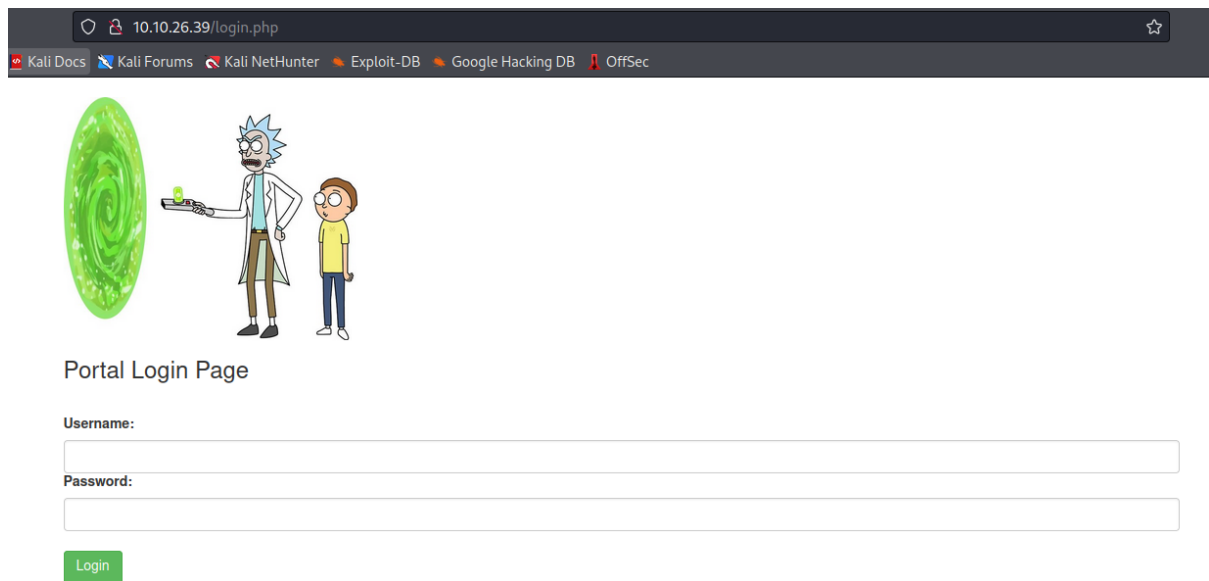 10.10.26.39/login.php
Kali Docs Kali Forums Kali NetHunter Exploit-DB Google Hacking DB OffSec
Portal Login Page
Username:
Password:
Login